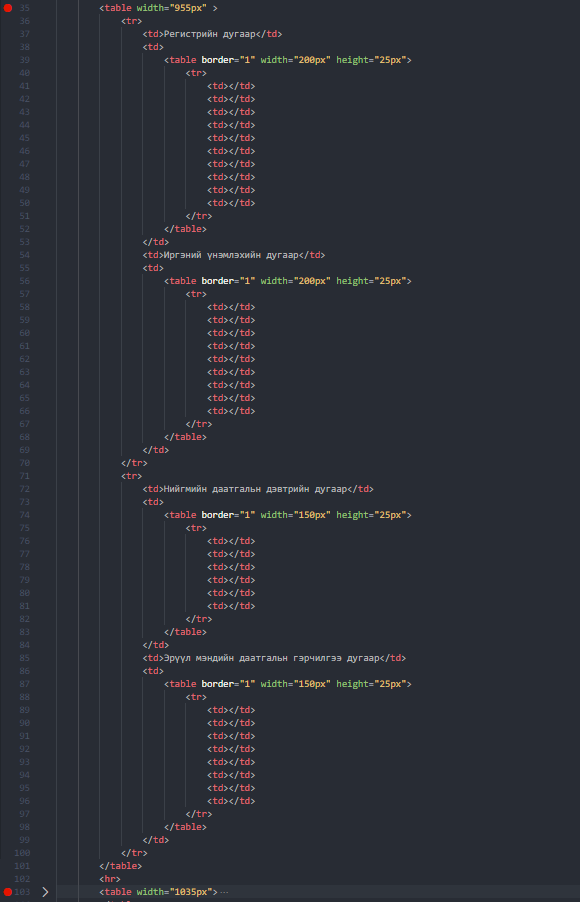 35 <table width="955px" >
36 <tr>
37 <td>Регистрийн дугаар</td>
38 <td>
39 <table border="1" width="200px" height="25px">
40 <tr>
41 <td></td>
42 <td></td>
43 <td></td>
44 <td></td>
45 <td></td>
46 <td></td>
47 <td></td>
48 <td></td>
49 <td></td>
50 <td></td>
51 </tr>
52 </table>
53 </td>
54 <td>Иргэний үнэмлэхийн дугаар</td>
55 <td>
56 <table border="1" width="200px" height="25px">
57 <tr>
58 <td></td>
59 <td></td>
60 <td></td>
61 <td></td>
62 <td></td>
63 <td></td>
64 <td></td>
65 <td></td>
66 <td></td>
67 </tr>
68 </table>
69 </td>
70 </tr>
71 <tr>
72 <td>Нийгмийн даатгальн дэвтрийн дугаар</td>
73 <td>
74 <table border="1" width="150px" height="25px">
75 <tr>
76 <td></td>
77 <td></td>
78 <td></td>
79 <td></td>
80 <td></td>
81 <td></td>
82 </tr>
83 </table>
84 </td>
85 <td>Эрүүл мэндийн даатгальн гэрчилгээ дугаар</td>
86 <td>
87 <table border="1" width="150px" height="25px">
88 <tr>
89 <td></td>
90 <td></td>
91 <td></td>
92 <td></td>
93 <td></td>
94 <td></td>
95 <td></td>
96 <td></td>
97 </tr>
98 </table>
99 </td>
100 </tr>
101 </table>
102 <hr>
103 <table width="1035px"> ⋯